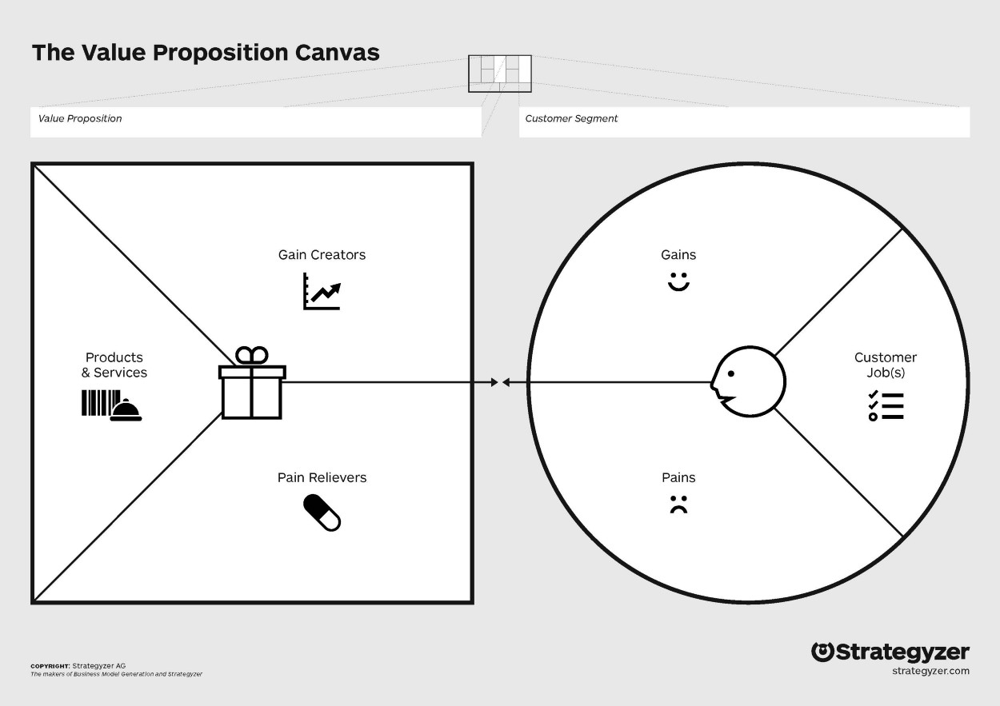 The Value Proposition Canvas
Value Proposition
Customer Segment
Gain Creators
Gains
Products
& Services
Customer
Job(s)
Pain Relievers
Pains
COPYRIGHT: Strategyzer AG
The makers of Business Model Generation and Strategyzer
Strategyzer
strategyzer.com